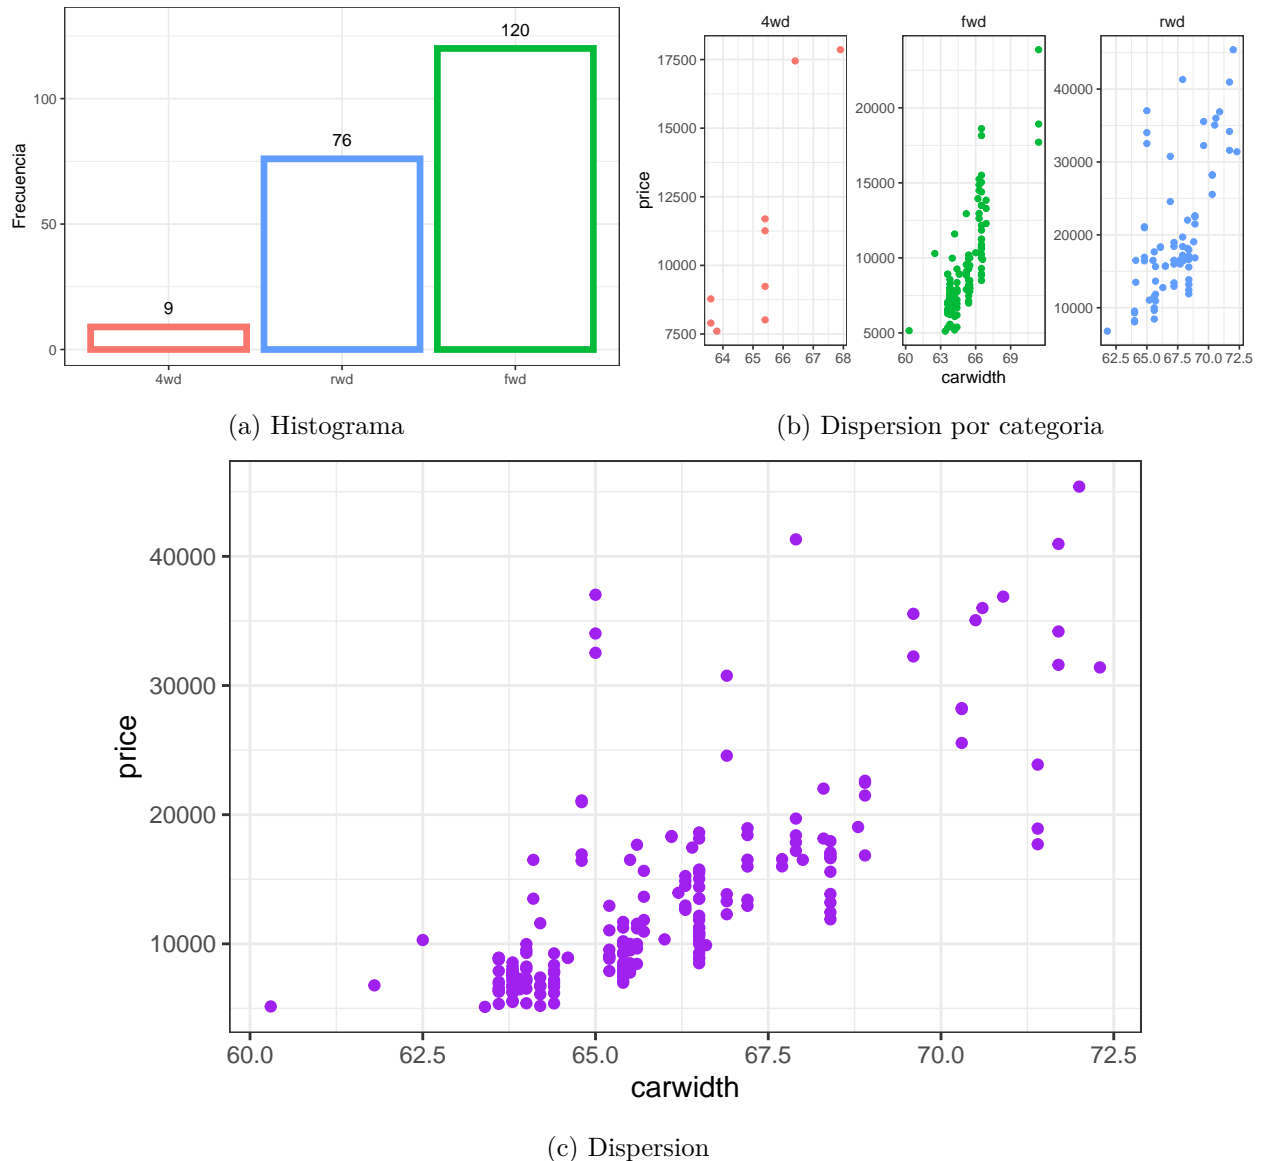 120
76
9
Frecuencia
100
50
0
4wd
rwd
fwd
(a) Histograma
4wd
fwd
rwd
price
17500
15000
12500
10000
7500
64 65 66 67 68
20000
15000
10000
5000
60 63 66 69
40000
30000
20000
10000
62.5 65.0 67.5 70.0 72.5
carwidth
(b) Dispersion por categoria
price
40000
30000
20000
10000
60.0 62.5 65.0 67.5 70.0 72.5
carwidth
(c) Dispersion